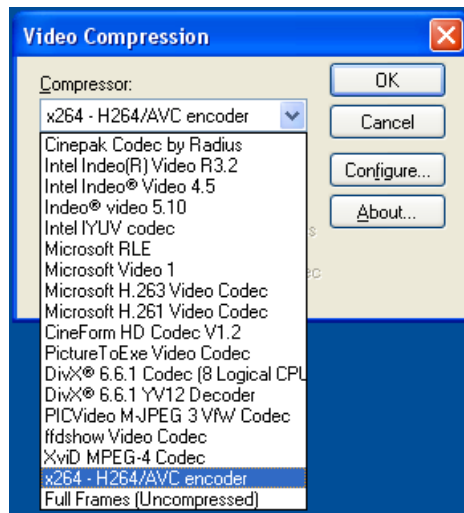 Video Compression
Compressor:
x264 - H264/AVC encoder
OK
Cancel
Configure...
About...
Cinepak Codec by Radius
Intel Indeo(R) Video R3.2
Intel Indeo® Video 4.5
Indeo® video 5.10
Intel IYUV codec
Microsoft RLE
Microsoft Video 1
Microsoft H.263 Video Codec
Microsoft H.261 Video Codec
CineForm HD Codec V1.2
PictureToExe Video Codec
DivX® 6.6.1 Codec (8 Logical CPU
DivX® 6.6.1 YV12 Decoder
PICVideo M-JPEG 3 VfW Codec
ffdshow Video Codec
XviD MPEG-4 Codec
x264 - H264/AVC encoder
Full Frames (Uncompressed)